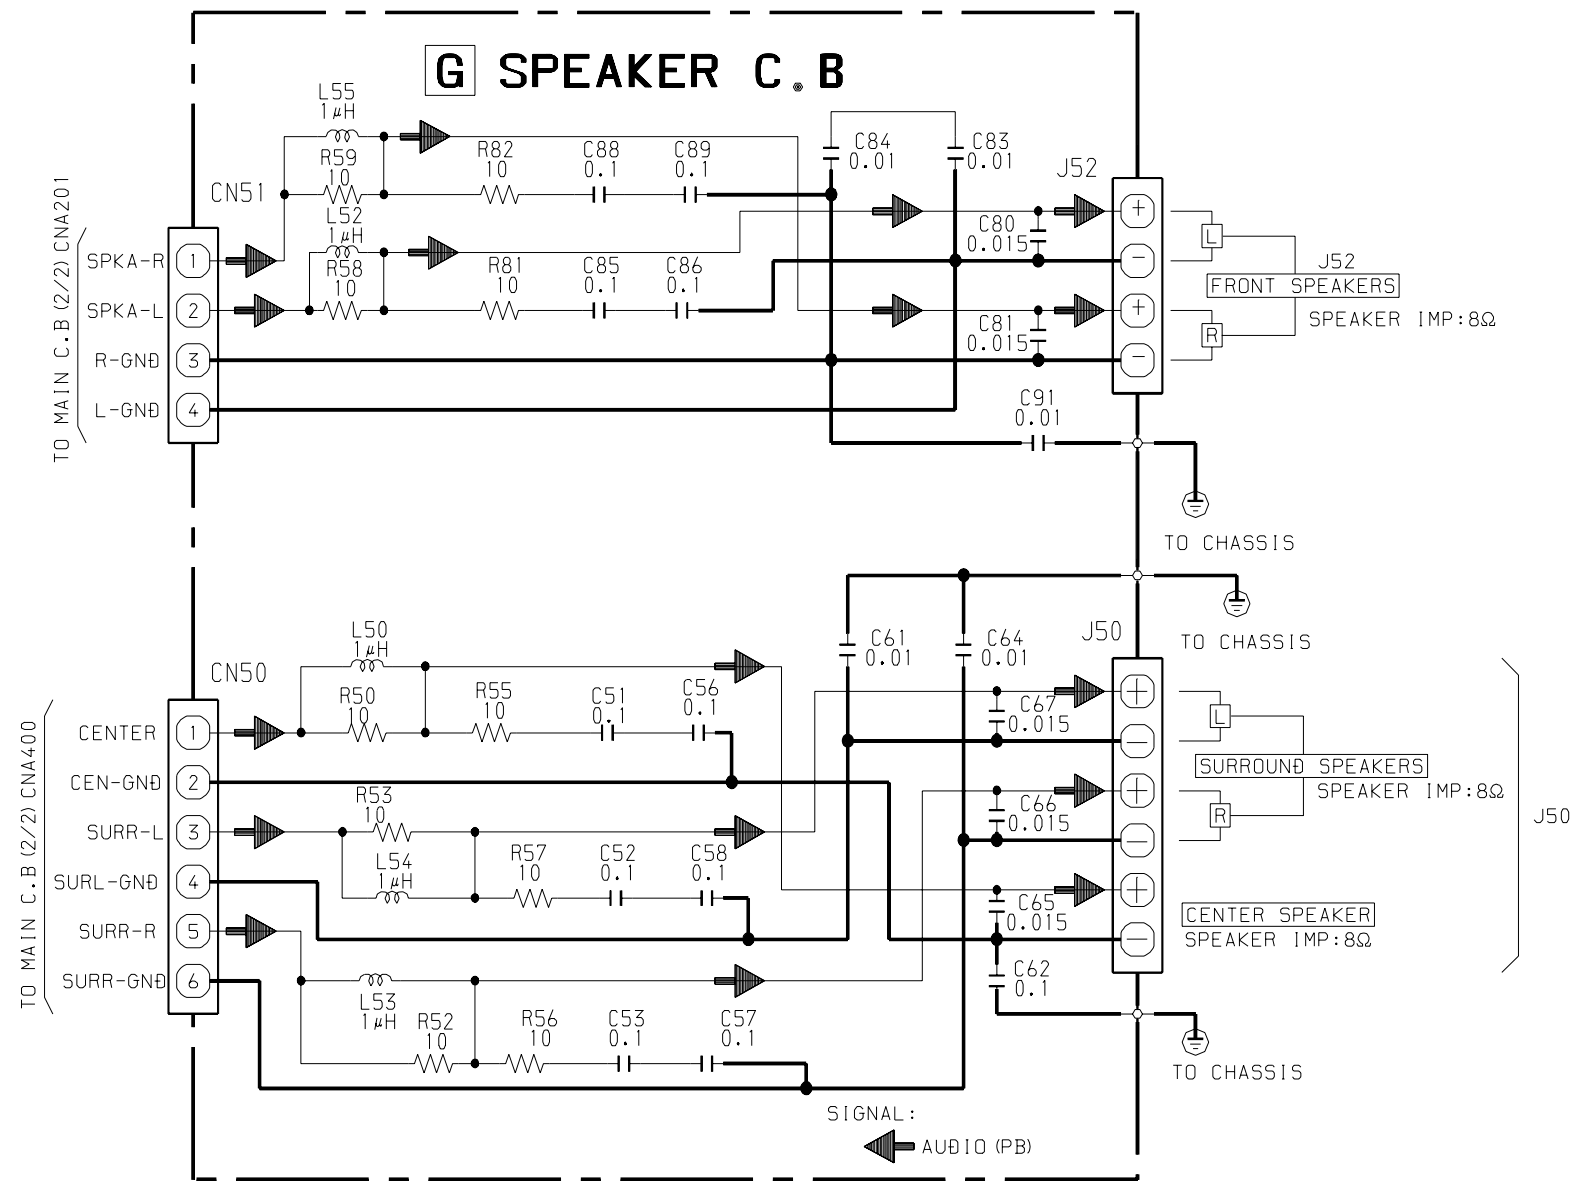 G SPEAKER C.B
L55
1μH
R59
10
R82
10
C88
0.1
C89
0.1
C84
0.01
C83
0.01
J52
CN51
L52
1μH
R58
10
R81
10
C85
0.1
C86
0.1
C80
0.015
C81
0.015
TO MAIN C.B (2/2) CNA201
SPKA-R 1
SPKA-L 2
R-GND 3
L-GND 4
+
−
+
−
L
R
J52
FRONT SPEAKERS
SPEAKER IMP:8Ω
C91
0.01
TO CHASSIS
TO CHASSIS
L50
1μH
CN50
R50
10
R55
10
C51
0.1
C56
0.1
C61
0.01
C64
0.01
J50
TO MAIN C.B (2/2) CNA400
CENTER 1
CEN-GND 2
SURR-L 3
SURL-GND 4
SURR-R 5
SURR-GND 6
R53
10
L54
1μH
R57
10
C52
0.1
C58
0.1
C67
0.015
C66
0.015
C65
0.015
C62
0.1
+
−
+
−
+
−
L
R
SURROUND SPEAKERS
SPEAKER IMP:8Ω
J50
CENTER SPEAKER
SPEAKER IMP:8Ω
L53
1μH
R52
10
R56
10
C53
0.1
C57
0.1
TO CHASSIS
SIGNAL:
AUDIO (PB)